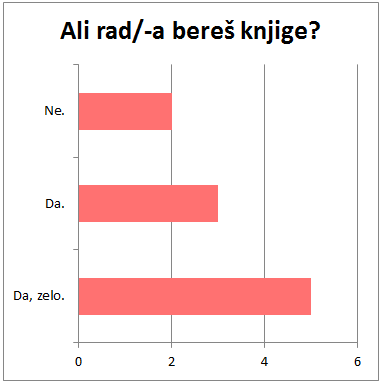 Ali rad/-a bereš knjige?
Ne.
Da.
Da, zelo.
0 2 4 6